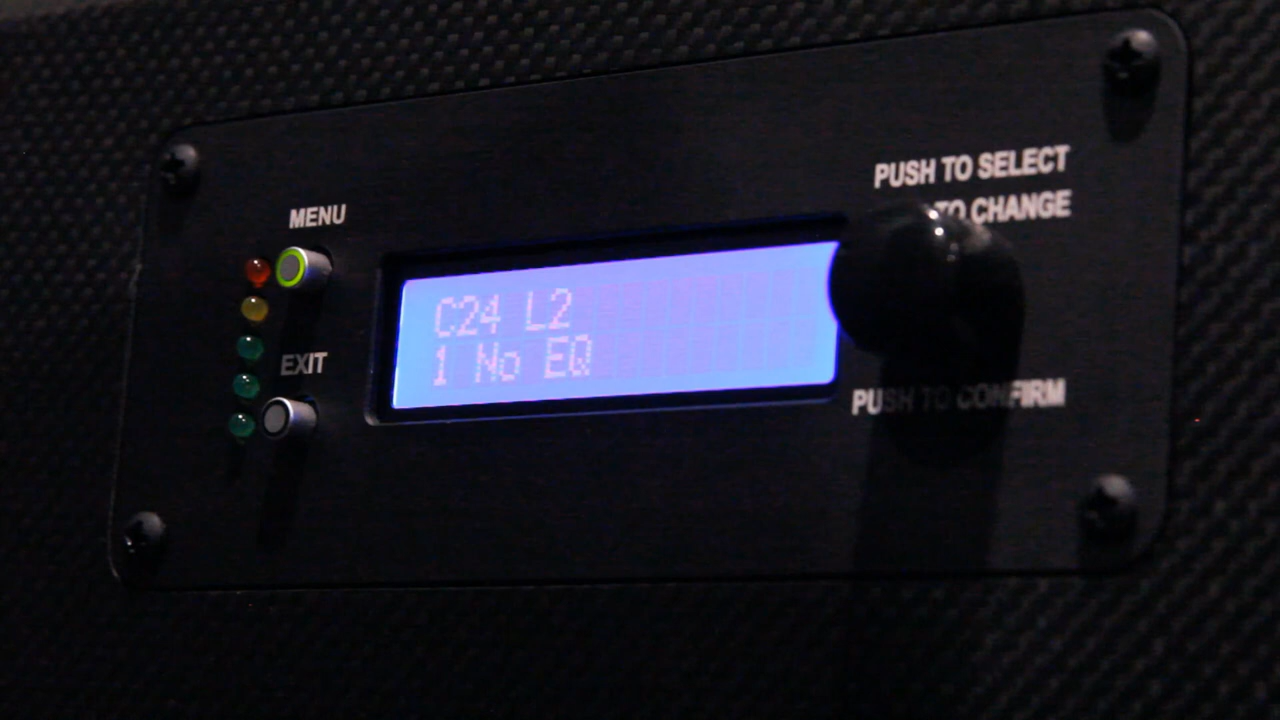 PUSH TO SELECT
TO CHANGE
MENU
C24 L2
1 No EQ
EXIT
PUSH TO CONFIRM